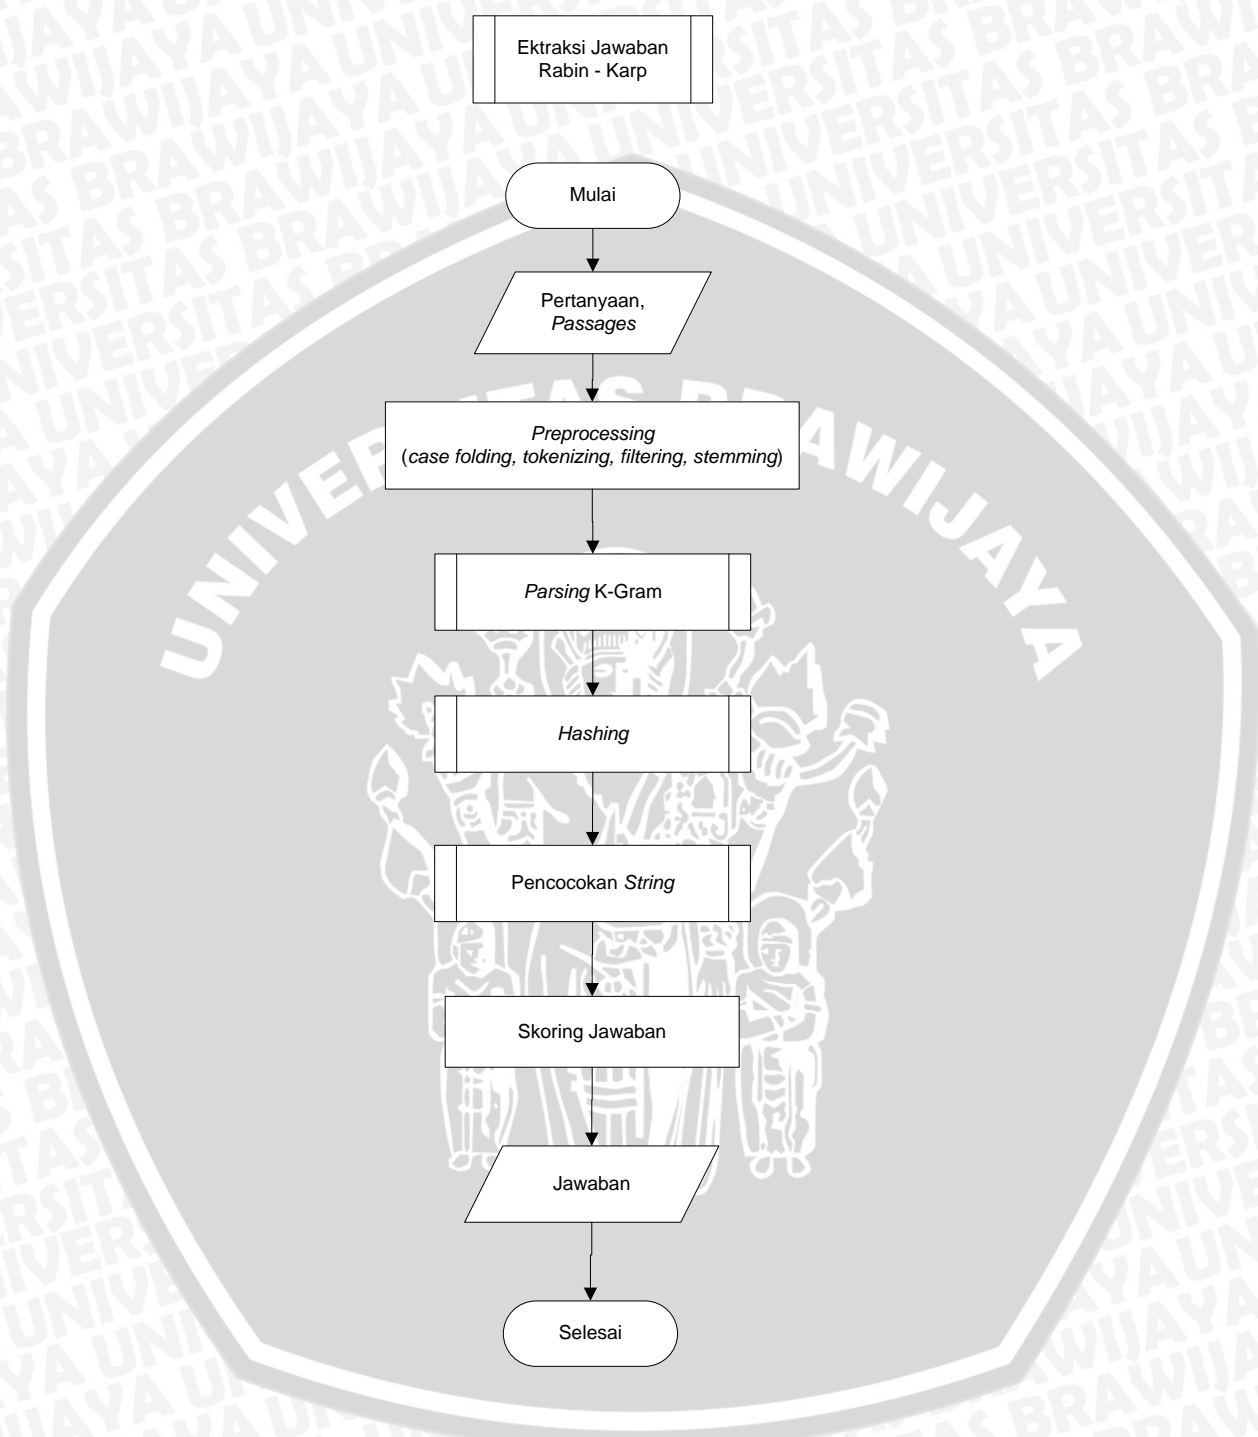 Ektraksi Jawaban
Rabin - Karp
Mulai
Pertanyaan,
Passages
Preprocessing
(case folding, tokenizing, filtering, stemming)
Parsing K-Gram
Hashing
Pencocokan String
Skoring Jawaban
Jawaban
Selesai